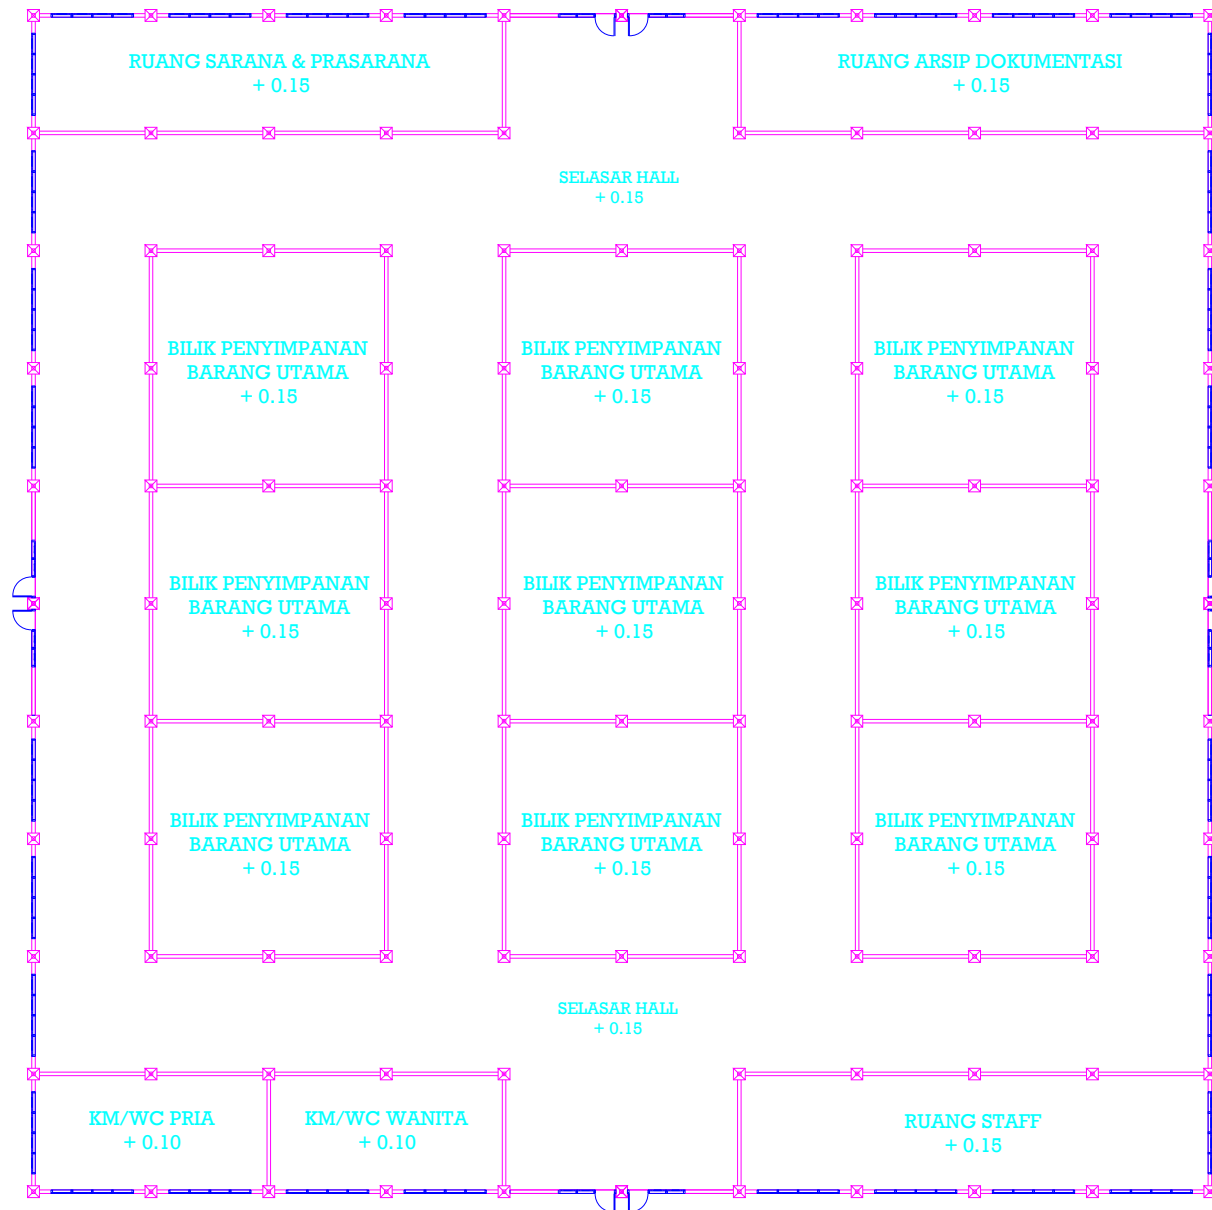 RUANG SARANA & PRASARANA
+ 0.15
RUANG ARSIP DOKUMENTASI
+ 0.15
SELASAR HALL
+ 0.15
BILIK PENYIMPANAN
BARANG UTAMA
+ 0.15
BILIK PENYIMPANAN
BARANG UTAMA
+ 0.15
BILIK PENYIMPANAN
BARANG UTAMA
+ 0.15
BILIK PENYIMPANAN
BARANG UTAMA
+ 0.15
BILIK PENYIMPANAN
BARANG UTAMA
+ 0.15
BILIK PENYIMPANAN
BARANG UTAMA
+ 0.15
BILIK PENYIMPANAN
BARANG UTAMA
+ 0.15
BILIK PENYIMPANAN
BARANG UTAMA
+ 0.15
BILIK PENYIMPANAN
BARANG UTAMA
+ 0.15
SELASAR HALL
+ 0.15
KM/WC PRIA
+ 0.10
KM/WC WANITA
+ 0.10
RUANG STAFF
+ 0.15